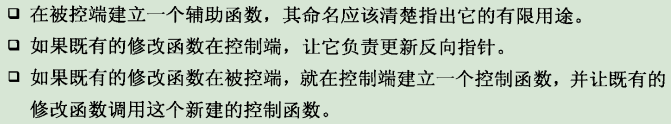 ❑ 在被控端建立一个辅助函数，其命名应该清楚指出它的有限用途。
❑ 如果既有的修改函数在控制端，让它负责更新反向指针。
❑ 如果既有的修改函数在被控端，就在控制端建立一个控制函数，并让既有的
修改函数调用这个新建的控制函数。